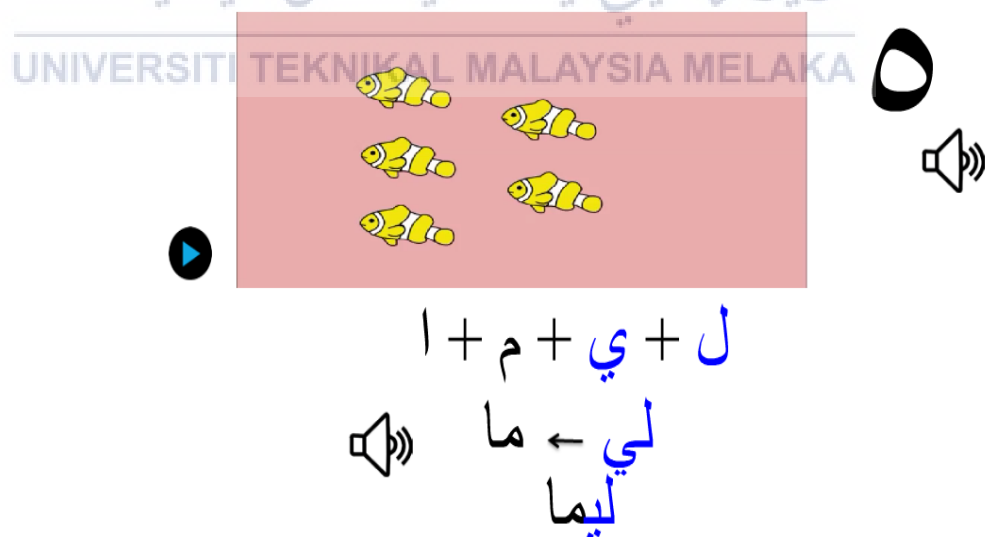 UNIVERSITI TEKNIKAL MALAYSIA MELAKA
٥
ل + ي + م + ا
لي ← ما
ليما